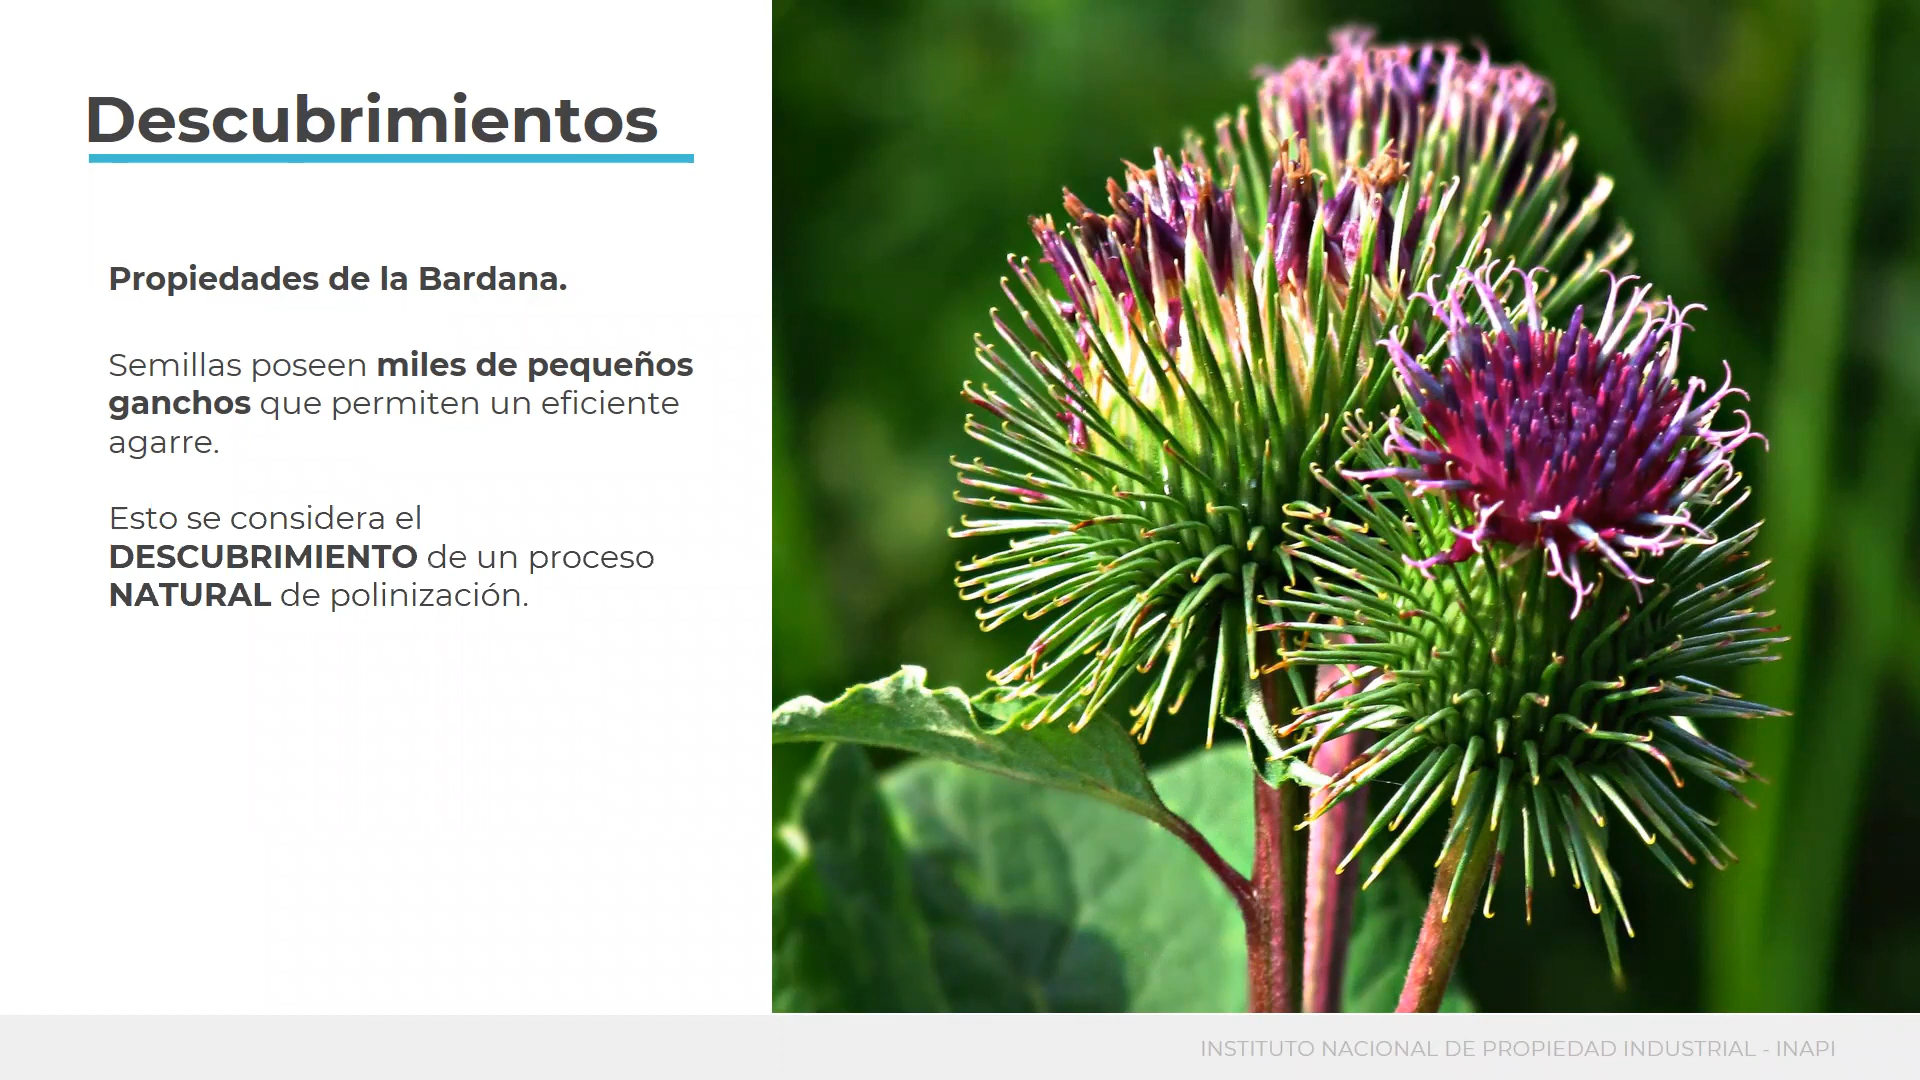 Descubrimientos
Propiedades de la Bardana.
Semillas poseen miles de pequeños
ganchos que permiten un eficiente
agarre.
Esto se considera el
DESCUBRIMIENTO de un proceso
NATURAL de polinización.
INSTITUTO NACIONAL DE PROPIEDAD INDUSTRIAL - INAPI